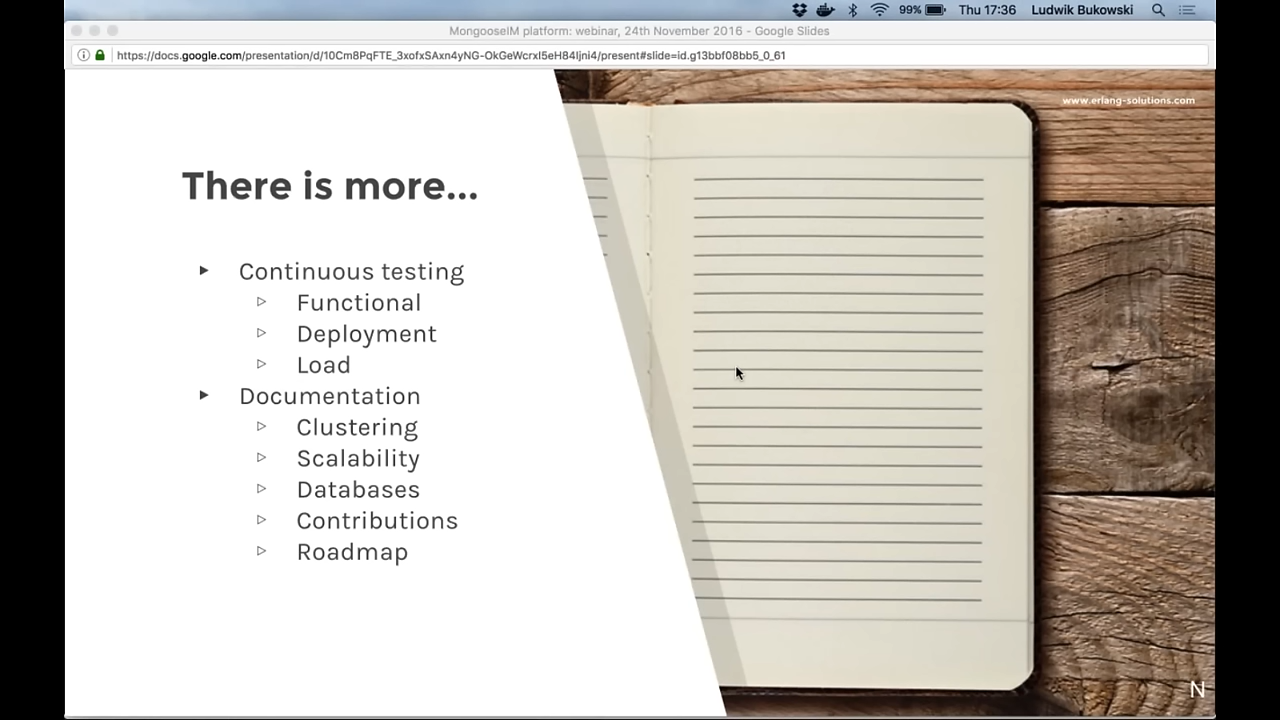 99% Thu 17:36 Ludwik Bukowski
MongooseIM platform: webinar, 24th November 2016 - Google Slides
https://docs.google.com/presentation/d/10Cm8PqFTE_3xofxSAxn4yNG-OkGeWcrxI5eH84Ijni4/present#slide=id.g13bbf08bb5_0_61
www.erlang-solutions.com
There is more...
Continuous testing
Functional
Deployment
Load
Documentation
Clustering
Scalability
Databases
Contributions
Roadmap
N